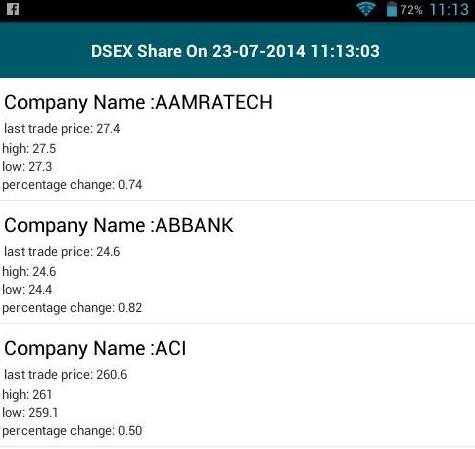 72% 11:13
DSEX Share On 23-07-2014 11:13:03
Company Name :AAMRATECH
last trade price: 27.4
high: 27.5
low: 27.3
percentage change: 0.74
Company Name :ABBANK
last trade price: 24.6
high: 24.6
low: 24.4
percentage change: 0.82
Company Name :ACI
last trade price: 260.6
high: 261
low: 259.1
percentage change: 0.50